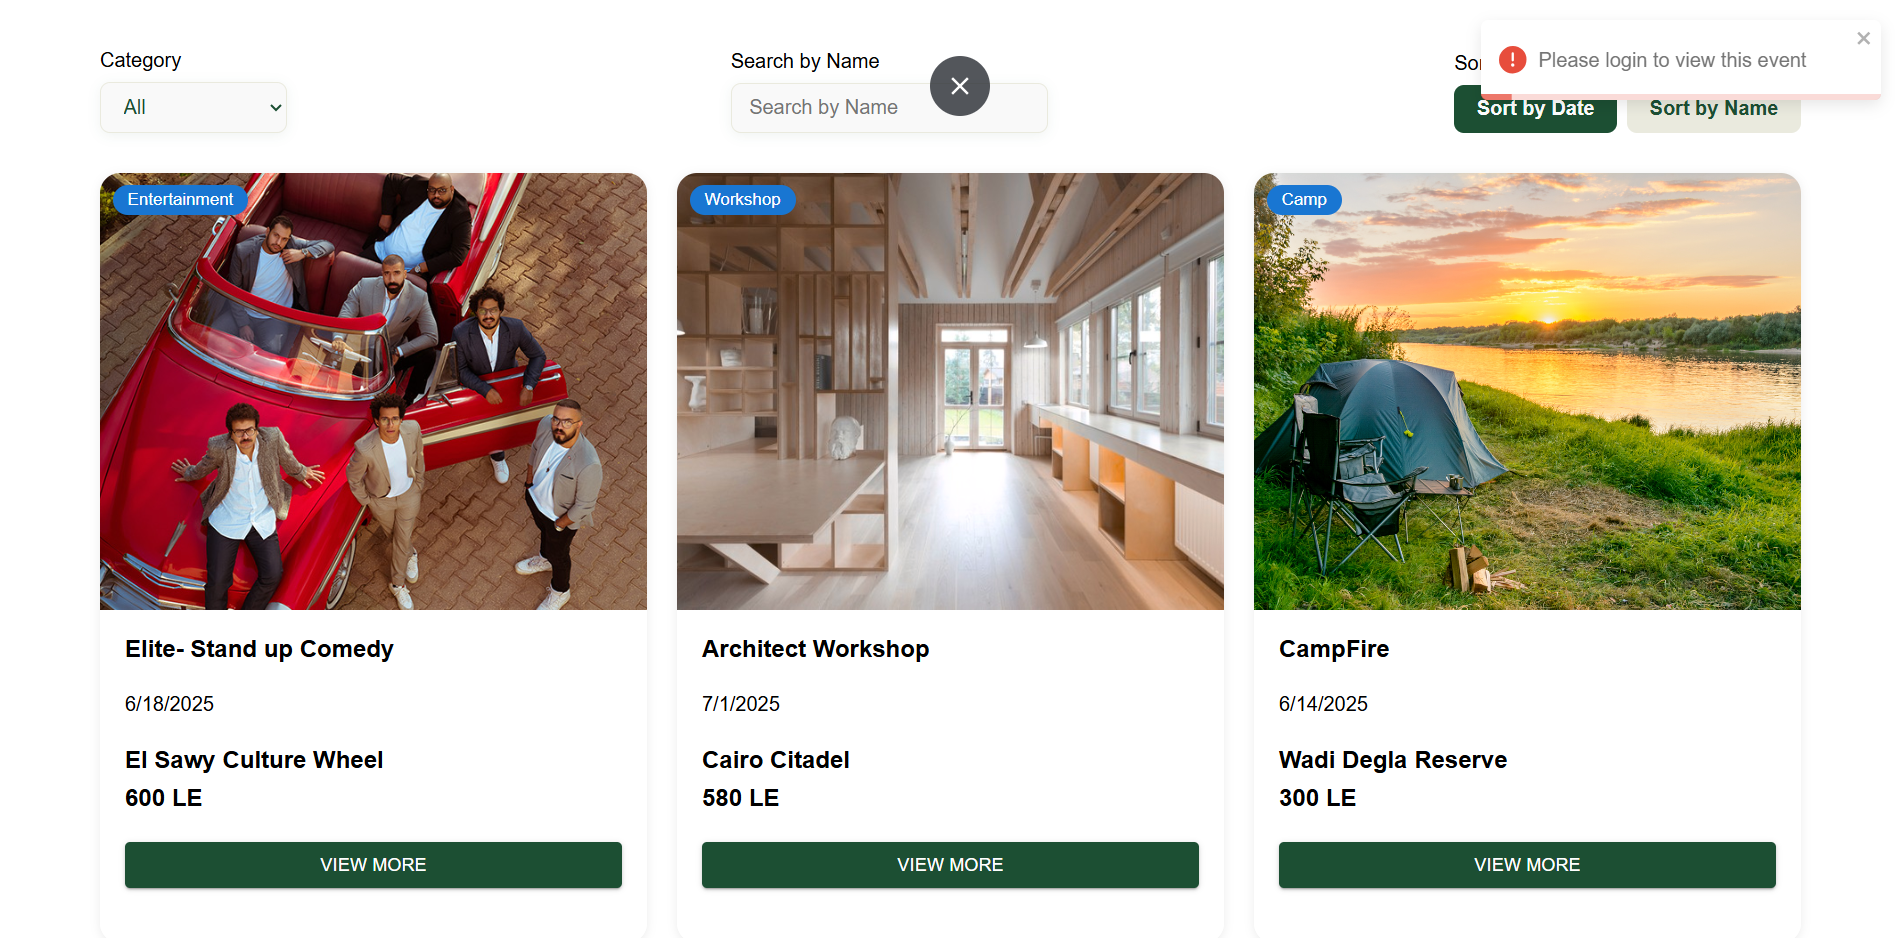 Category
All
Search by Name
Search by Name
Please login to view this event
Sort by Date
Sort by Name
Entertainment
Elite- Stand up Comedy
6/18/2025
El Sawy Culture Wheel
600 LE
VIEW MORE
Workshop
Architect Workshop
7/1/2025
Cairo Citadel
580 LE
VIEW MORE
Camp
CampFire
6/14/2025
Wadi Degla Reserve
300 LE
VIEW MORE